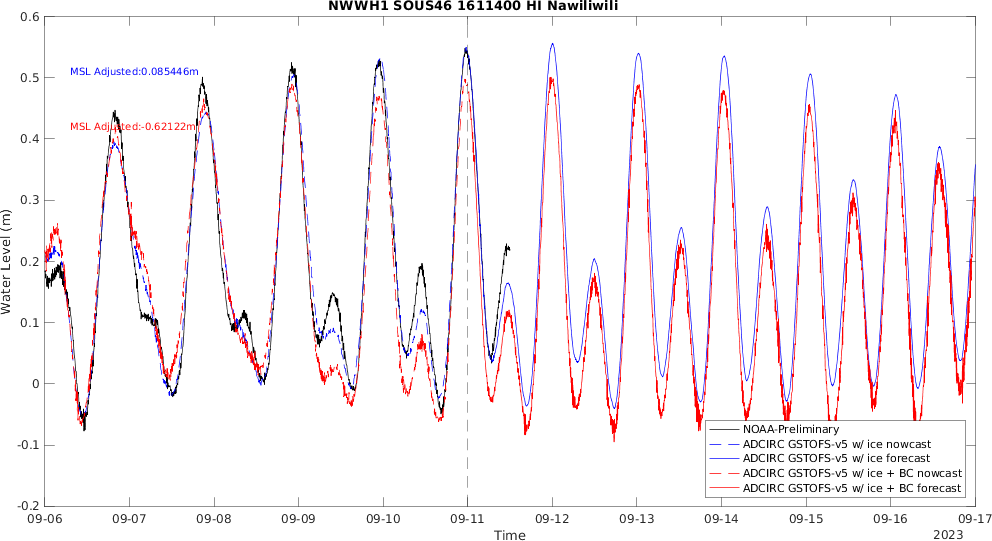 NWWH1 SOUS46 1611400 HI Nawiliwili
0.6
0.5
0.4
0.3
0.2
0.1
0
-0.1
-0.2
Water Level (m)
MSL Adjusted:0.085446m
MSL Adjusted:-0.62122m
NOAA-Preliminary
ADCIRC GSTOFS-v5 w/ ice nowcast
ADCIRC GSTOFS-v5 w/ ice forecast
ADCIRC GSTOFS-v5 w/ ice + BC nowcast
ADCIRC GSTOFS-v5 w/ ice + BC forecast
09-06 09-07 09-08 09-09 09-10 09-11 09-12 09-13 09-14 09-15 09-16 09-17
Time
2023